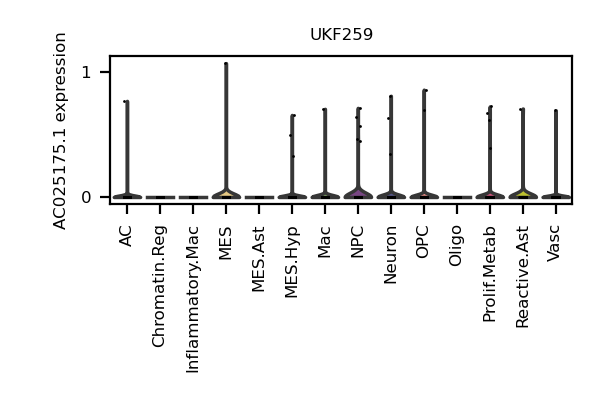 UKF259
AC025175.1 expression
1
0
AC
Chromatin.Reg
Inflammatory.Mac
MES
MES.Ast
MES.Hyp
Mac
NPC
Neuron
OPC
Oligo
Prolif.Metab
Reactive.Ast
Vasc